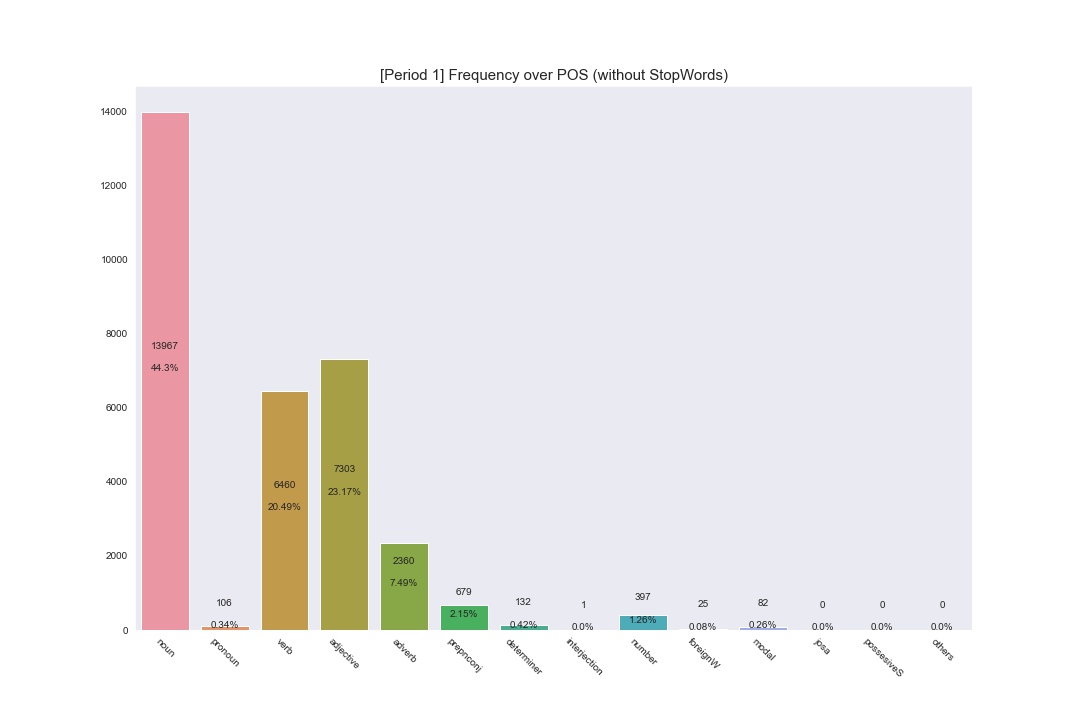 [Period 1] Frequency over POS (without StopWords)
14000
12000
10000
8000
6000
4000
2000
0
13967
44.3%
106
0.34%
6460
20.49%
7303
23.17%
2360
7.49%
679
2.15%
132
0.42%
1
0.0%
397
1.26%
25
0.08%
82
0.26%
0
0.0%
0
0.0%
0
0.0%
noun
pronoun
verb
adjective
adverb
prepnconj
determiner
interjection
number
foreignW
modal
josa
possesiveS
others